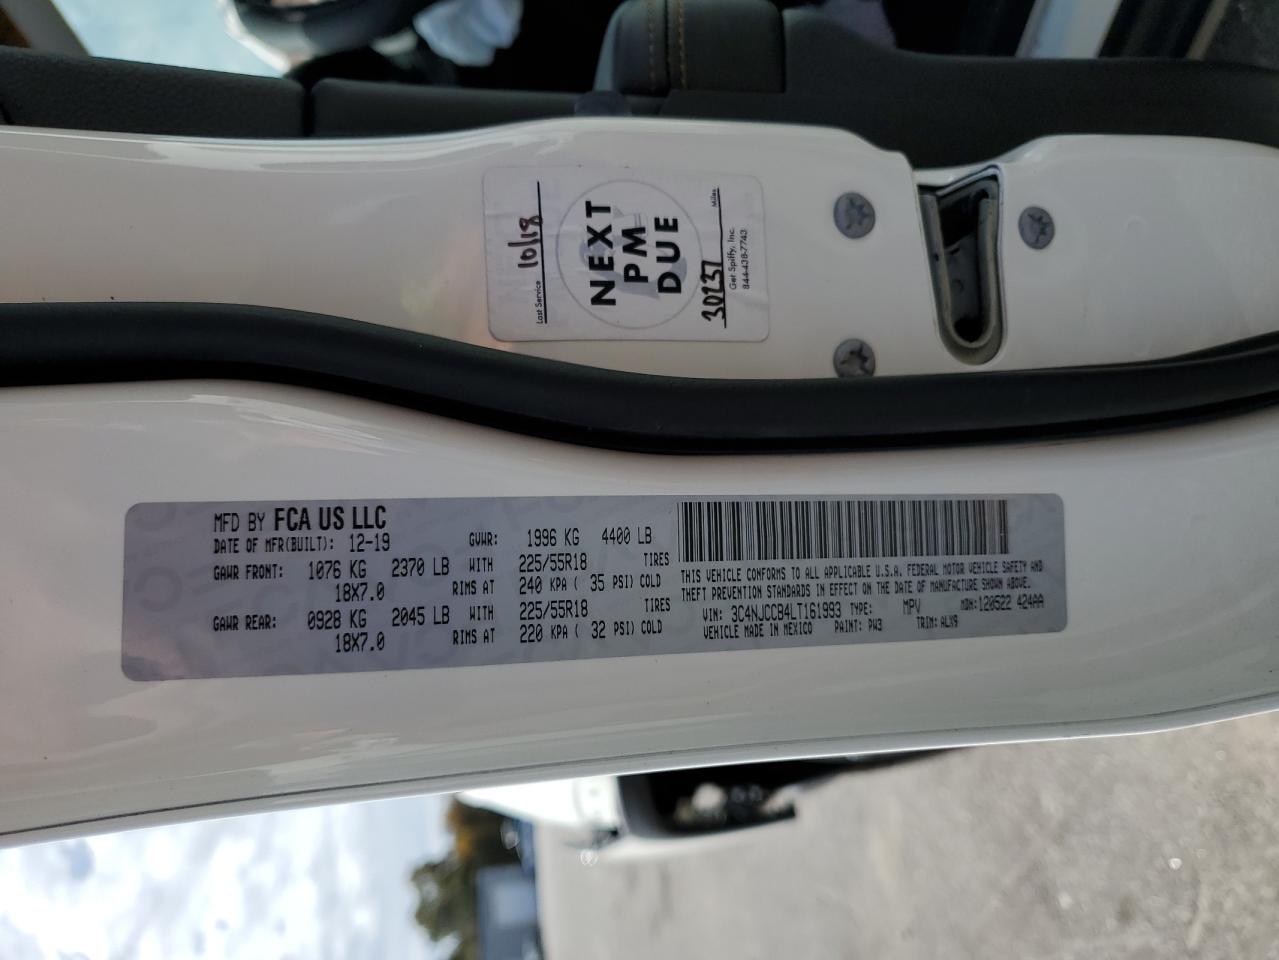 Last Service 10/18
NEXT
PM
DUE
30237 Miles
Get Spiffy, Inc.
844-438-7743
MFD BY FCA US LLC
DATE OF MFR(BUILT): 12-19 GVWR: 1996 KG 4400 LB
GAWR FRONT: 1076 KG 2370 LB WITH 225/55R18 TIRES
18X7.0 RIMS AT 240 KPA ( 35 PSI) COLD
GAWR REAR: 0928 KG 2045 LB WITH 225/55R18 TIRES
18X7.0 RIMS AT 220 KPA ( 32 PSI) COLD
THIS VEHICLE CONFORMS TO ALL APPLICABLE U.S.A. FEDERAL MOTOR VEHICLE SAFETY AND
THEFT PREVENTION STANDARDS IN EFFECT ON THE DATE OF MANUFACTURE SHOWN ABOVE.
VIN: 3C4NJCCB4LT161993 TYPE: MPV MDH: 120522 424AA
VEHICLE MADE IN MEXICO PAINT: PW3 TRIM: ALX9